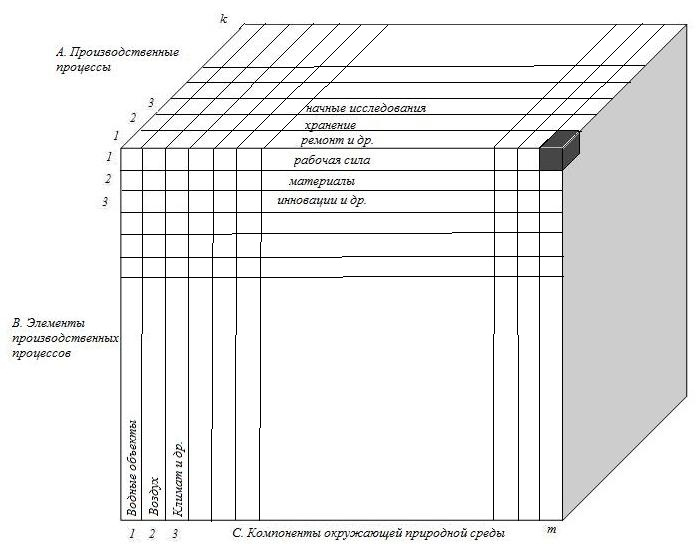 k
А. Производственные
процессы
3
начные исследования
2
хранение
1
ремонт и др.
1
рабочая сила
2
материалы
3
инновации и др.
В. Элементы
производственных
процессов
Водные объекты
Воздух
Климат и др.
1 2 3
С. Компоненты окружающей природной среды
m